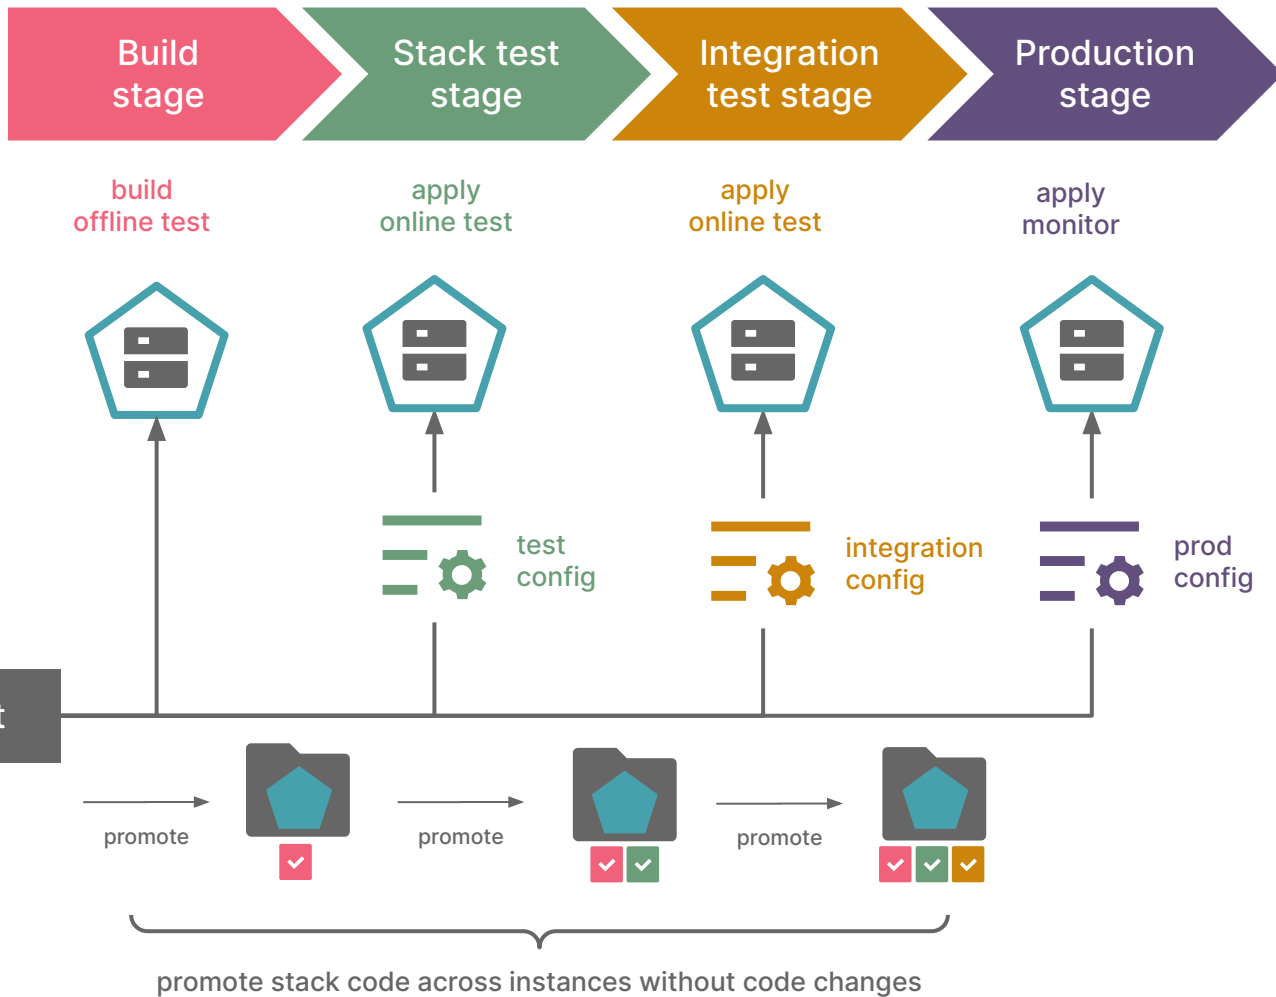 Build
stage
Stack test
stage
Integration
test stage
Production
stage
build
offline test
apply
online test
apply
online test
apply
monitor
test
config
integration
config
prod
config
t
promote
promote
promote
promote stack code across instances without code changes